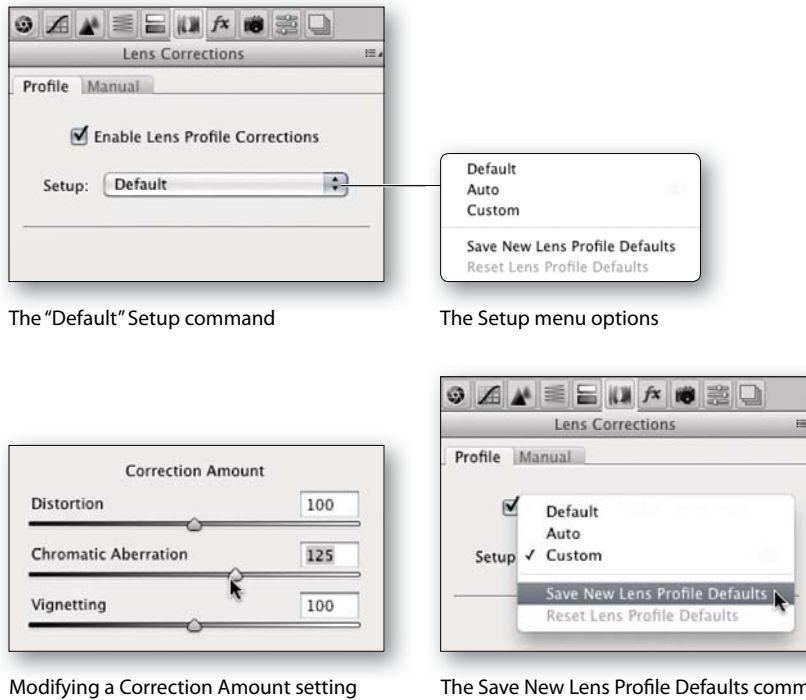 fx
Lens Corrections
Profile Manual
Enable Lens Profile Corrections
Setup: Default
Default
Auto
Custom
Save New Lens Profile Defaults
Reset Lens Profile Defaults
The “Default” Setup command
The Setup menu options
Correction Amount
Distortion 100
Chromatic Aberration 125
Vignetting 100
Modifying a Correction Amount setting
fx
Lens Corrections
Profile Manual
Default
Auto
Setup ✓ Custom
Save New Lens Profile Defaults
Reset Lens Profile Defaults
The Save New Lens Profile Defaults